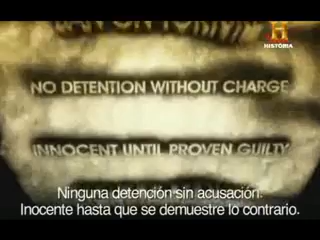 HISTORIA
NO DETENTION WITHOUT CHARGE
INNOCENT UNTIL PROVEN GUILTY
Ninguna detención sin acusación.
Inocente hasta que se demuestre lo contrario.